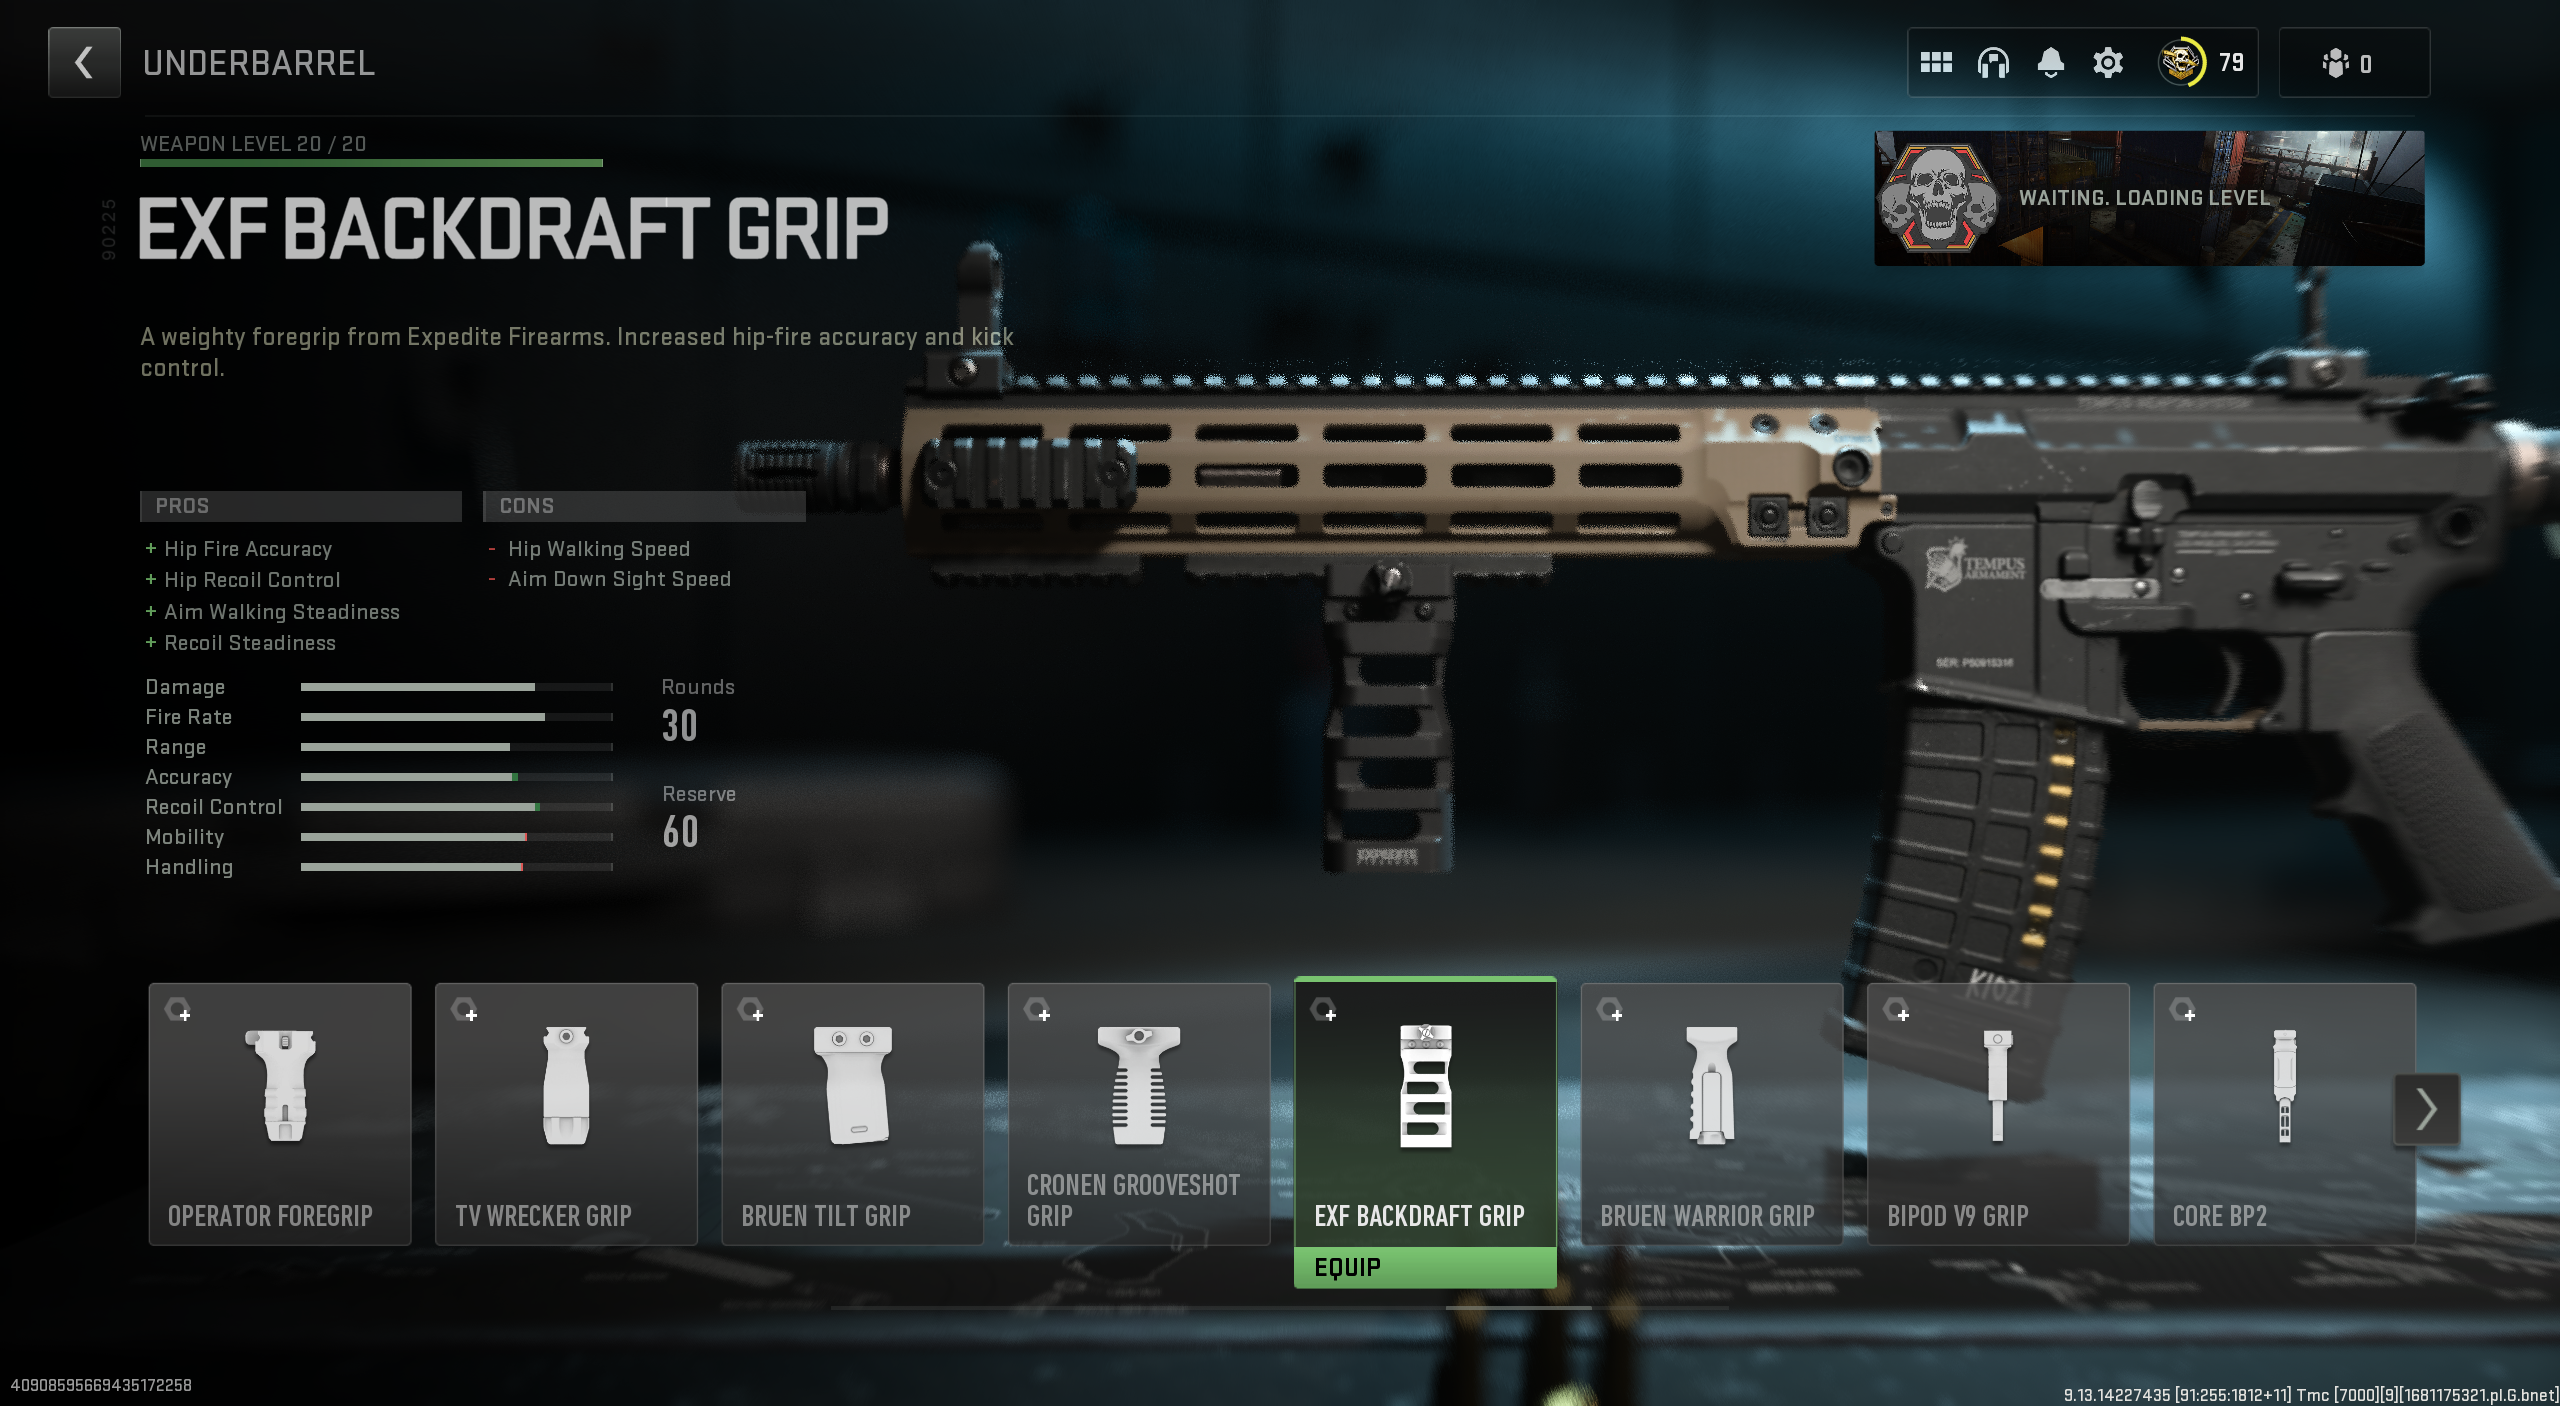 UNDERBARREL
79
0
WEAPON LEVEL 20 / 20
90225
EXF BACKDRAFT GRIP
WAITING. LOADING LEVEL
A weighty foregrip from Expedite Firearms. Increased hip-fire accuracy and kick
control.
PROS
CONS
+ Hip Fire Accuracy
+ Hip Recoil Control
+ Aim Walking Steadiness
+ Recoil Steadiness
- Hip Walking Speed
- Aim Down Sight Speed
Damage
Fire Rate
Range
Accuracy
Recoil Control
Mobility
Handling
Rounds
30
Reserve
60
TEMPUS
ARMAMENT
SER: P50915316
EXPEDITE
K1021
OPERATOR FOREGRIP
TV WRECKER GRIP
BRUEN TILT GRIP
CRONEN GROOVESHOT
GRIP
EXF BACKDRAFT GRIP
EQUIP
BRUEN WARRIOR GRIP
BIPOD V9 GRIP
CORE BP2
40908595669435172258
9.13.14227435 [91:255:1812+11] Tmc [7000][9][1681175321.pl.G.bnet]